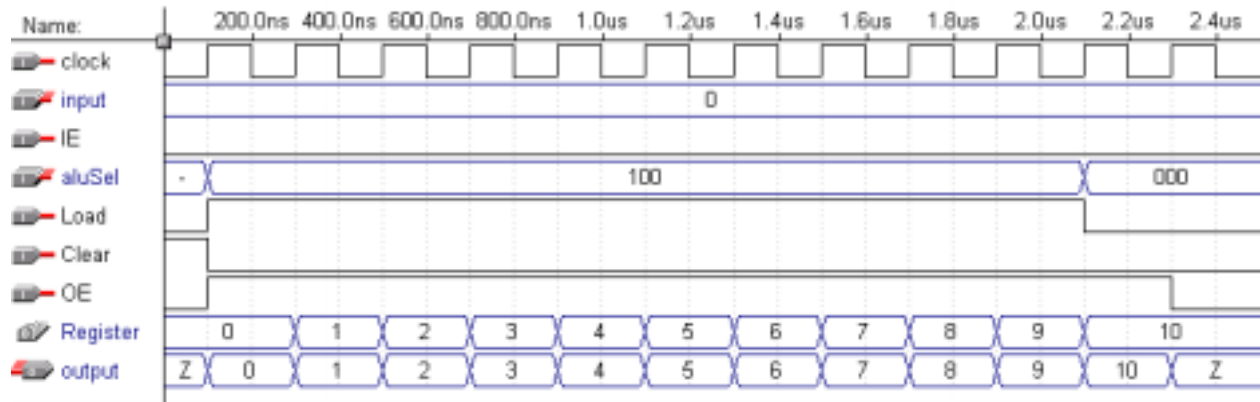 Name: 200.0ns 400.0ns 600.0ns 800.0ns 1.0us 1.2us 1.4us 1.6us 1.8us 2.0us 2.2us 2.4us
clock
input 0
IE
aluSel - 100 000
Load
Clear
OE
Register 0 1 2 3 4 5 6 7 8 9 10
output Z 0 1 2 3 4 5 6 7 8 9 10 Z